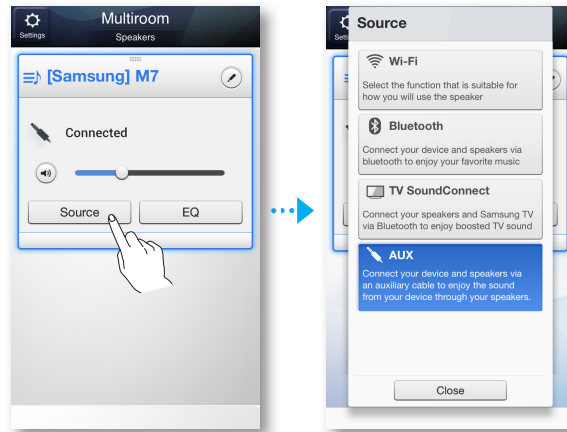 Settings
Multiroom
Speakers
[Samsung] M7
Connected
Source
EQ
Source
Wi-Fi
Select the function that is suitable for
how you will use the speaker
Bluetooth
Connect your device and speakers via
bluetooth to enjoy your favorite music
TV SoundConnect
Connect your speakers and Samsung TV
via Bluetooth to enjoy boosted TV sound
AUX
Connect your device and speakers via
an auxiliary cable to enjoy the sound
from your device through your speakers.
Close